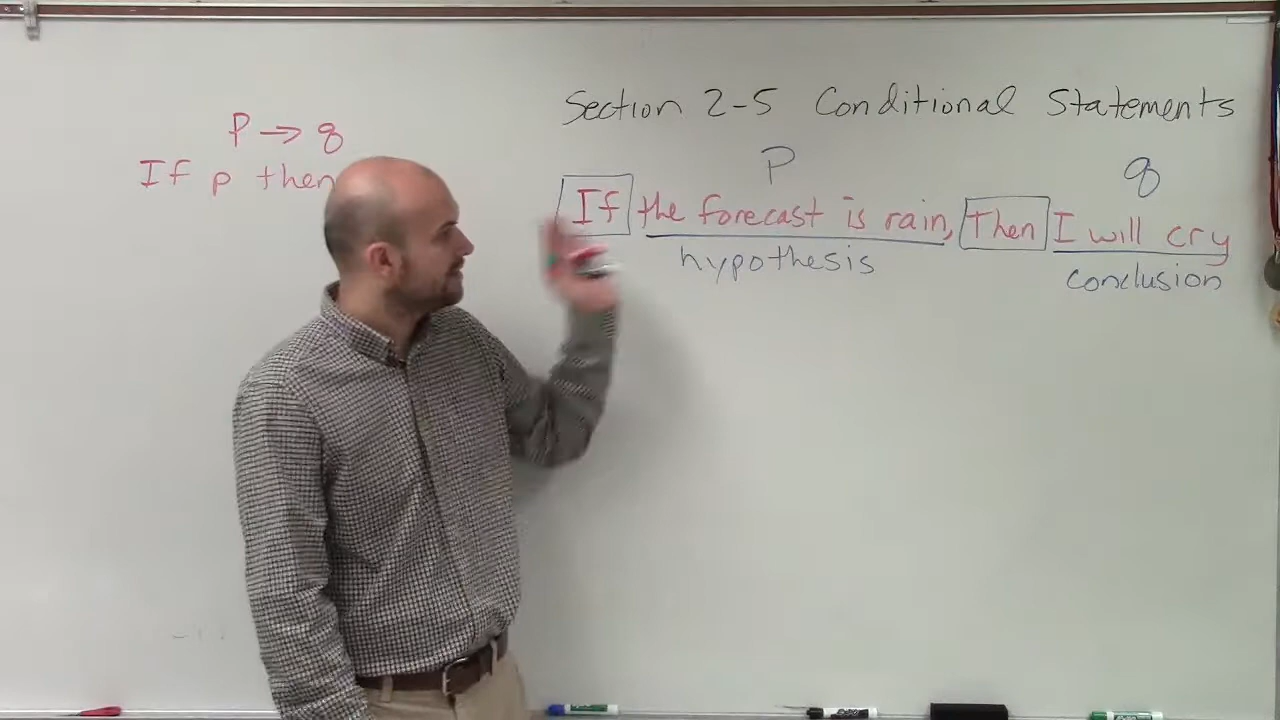 Section 2-5 Conditional Statements
P → q
If p then
P q
If the forecast is rain, Then I will cry
hypothesis conclusion